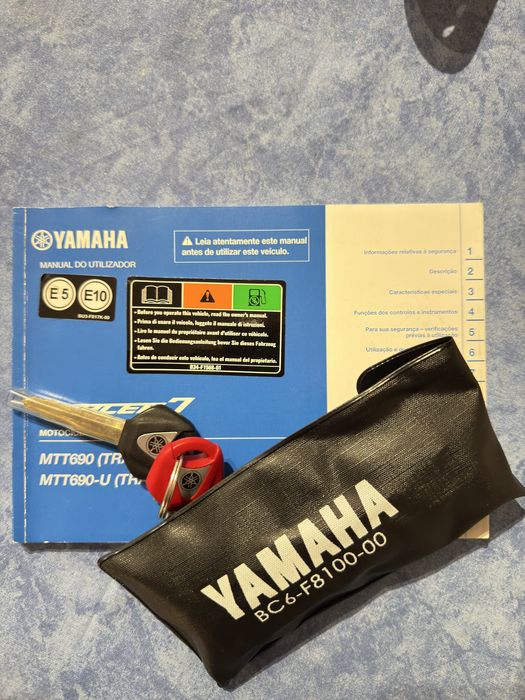 YAMAHA
MANUAL DO UTILIZADOR
Leia atentamente este manual
antes de utilizar este veículo.
E5
E10
5U3-F817K-00
• Before you operate this vehicle, read the owner's manual.
• Prima di usare il veicolo, leggete il manuale di istruzioni.
• Lire le manuel du propriétaire avant d'utiliser ce véhicule.
• Lesen Sie die Bedienungsanleitung bevor Sie dieses Fahrzeug
fahren.
• Antes de conducir este vehículo, lea el manual del propietario.
B34-F1568-01
MTT690 (
MTT690-U (
Informações relativas à segurança 1
Descrição 2
Características especiais 3
Funções dos controlos e instrumentos 4
Para sua segurança – verificações
prévias à utilização 5
Utilização e 6
YAMAHA
BC6-F8100-00